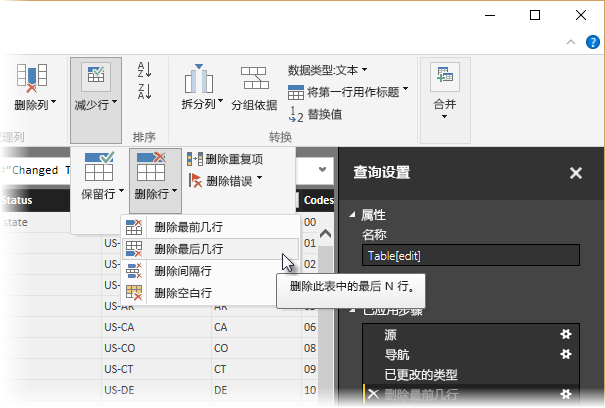 删除列
减少行
A
Z
Z
A
拆分列
分组依据
数据类型:文本
将第一行用作标题
1
2
替换值
合并
管理列
排序
转换
保留行
删除行
删除重复项
删除错误
#"Changed T
Status
Codes
state
00
删除最前几行
删除最后几行
删除间隔行
删除空白行
删除此表中的最后 N 行。
US-
01
US-
02
US-
US-AR
AR
US-CA
CA
06
US-CO
CO
08
US-CT
CT
09
US-DE
DE
10
查询设置
属性
名称
Table[edit]
已应用步骤
源
导航
已更改的类型
删除最前几行